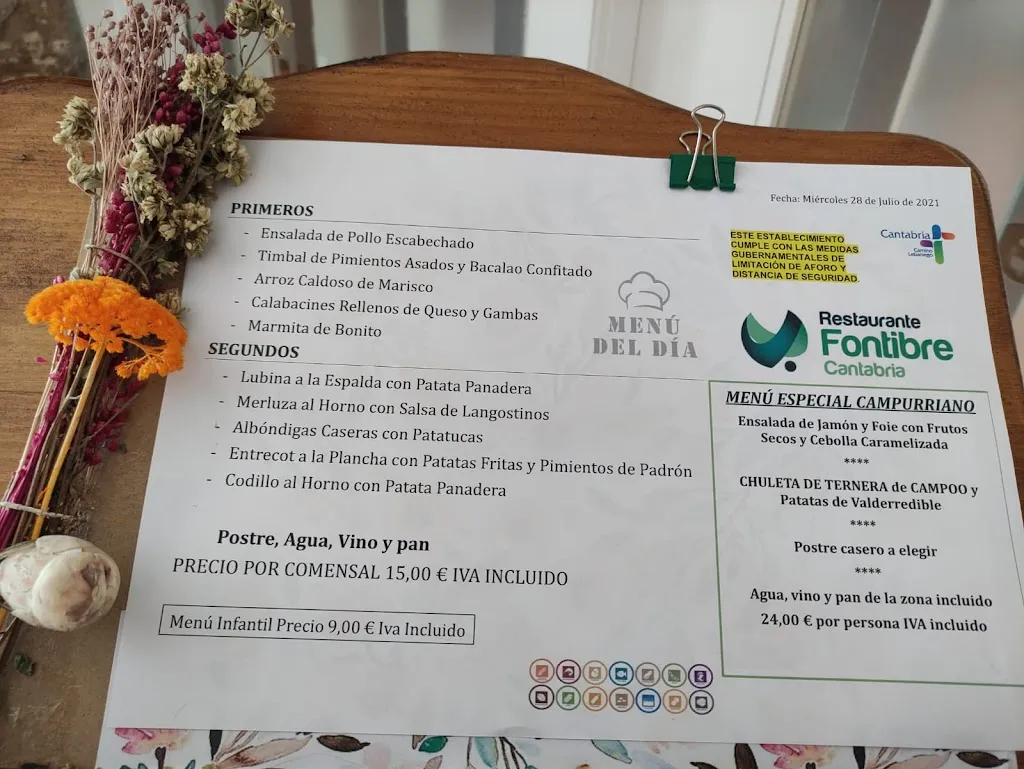 Fecha: Miércoles 28 de Julio de 2021
PRIMEROS
- Ensalada de Pollo Escabechado
- Timbal de Pimientos Asados y Bacalao Confitado
- Arroz Caldoso de Marisco
- Calabacines Rellenos de Queso y Gambas
- Marmita de Bonito
MENÚ
DEL DÍA
SEGUNDOS
- Lubina a la Espalda con Patata Panadera
- Merluza al Horno con Salsa de Langostinos
- Albóndigas Caseras con Patatucas
- Entrecot a la Plancha con Patatas Fritas y Pimientos de Padrón
- Codillo al Horno con Patata Panadera
Postre, Agua, Vino y pan
PRECIO POR COMENSAL 15,00 € IVA INCLUIDO
Menú Infantil Precio 9,00 € Iva Incluido
ESTE ESTABLECIMIENTO
CUMPLE CON LAS MEDIDAS
GUBERNAMENTALES DE
LIMITACIÓN DE AFORO Y
DISTANCIA DE SEGURIDAD.
Cantabria
Camino
Lebaniego
Restaurante
Fontibre
Cantabria
MENÚ ESPECIAL CAMPURRIANO
Ensalada de Jamón y Foie con Frutos
Secos y Cebolla Caramelizada
****
CHULETA DE TERNERA de CAMPOO y
Patatas de Valderredible
****
Postre casero a elegir
****
Agua, vino y pan de la zona incluido
24,00 € por persona IVA incluido